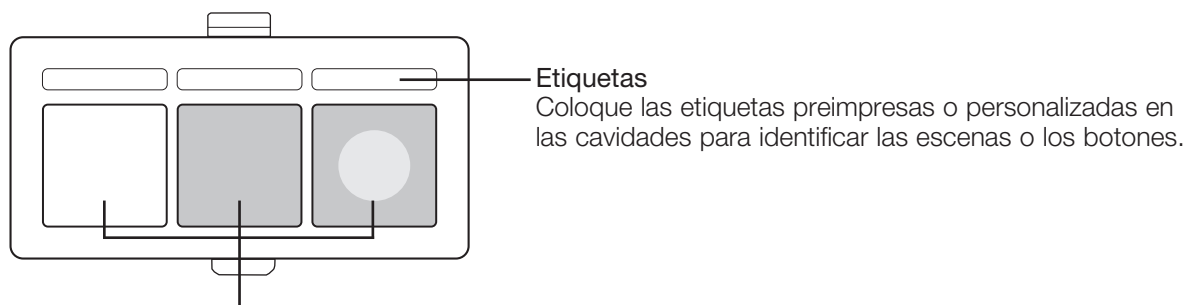 Etiquetas
Coloque las etiquetas preimpresas o personalizadas en
las cavidades para identificar las escenas o los botones.